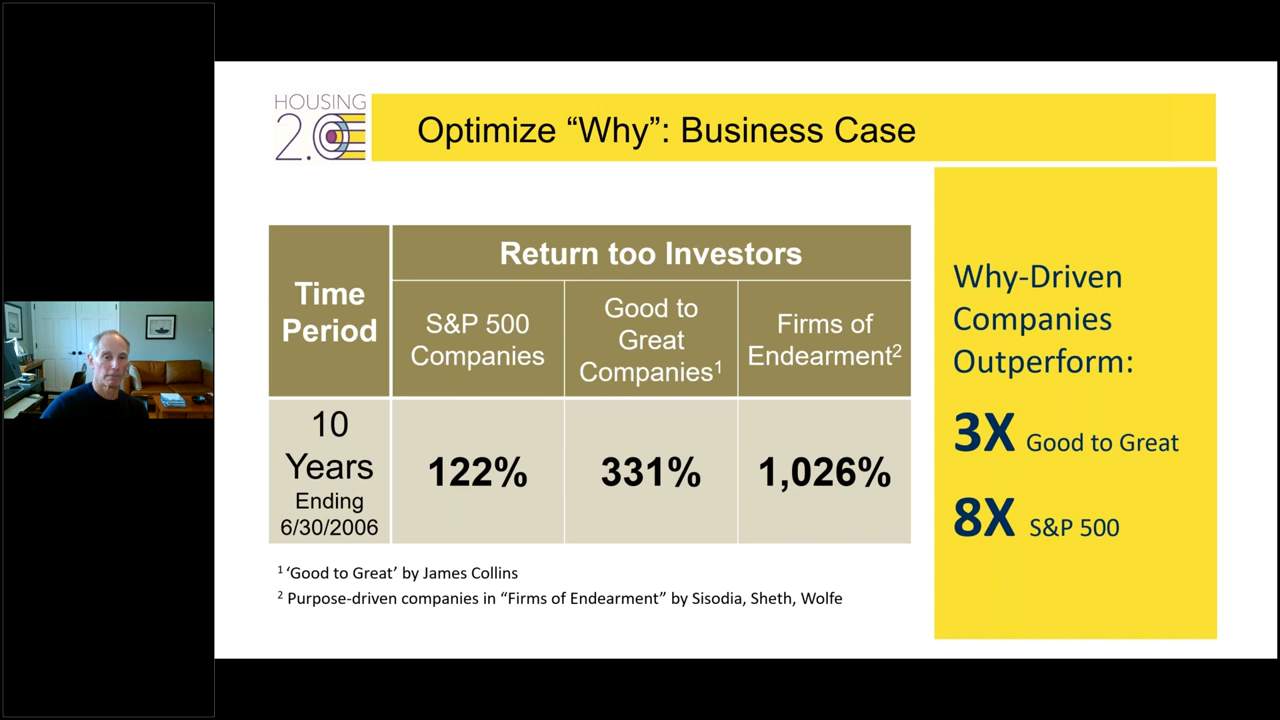 HOUSING
2.0
Optimize “Why”: Business Case
Time
Period
Return too Investors
S&P 500
Companies
Good to
Great
Companies¹
Firms of
Endearment²
10
Years
Ending
6/30/2006
122%
331%
1,026%
¹ ‘Good to Great’ by James Collins
² Purpose-driven companies in “Firms of Endearment” by Sisodia, Sheth, Wolfe
Why-Driven
Companies
Outperform:
3X Good to Great
8X S&P 500